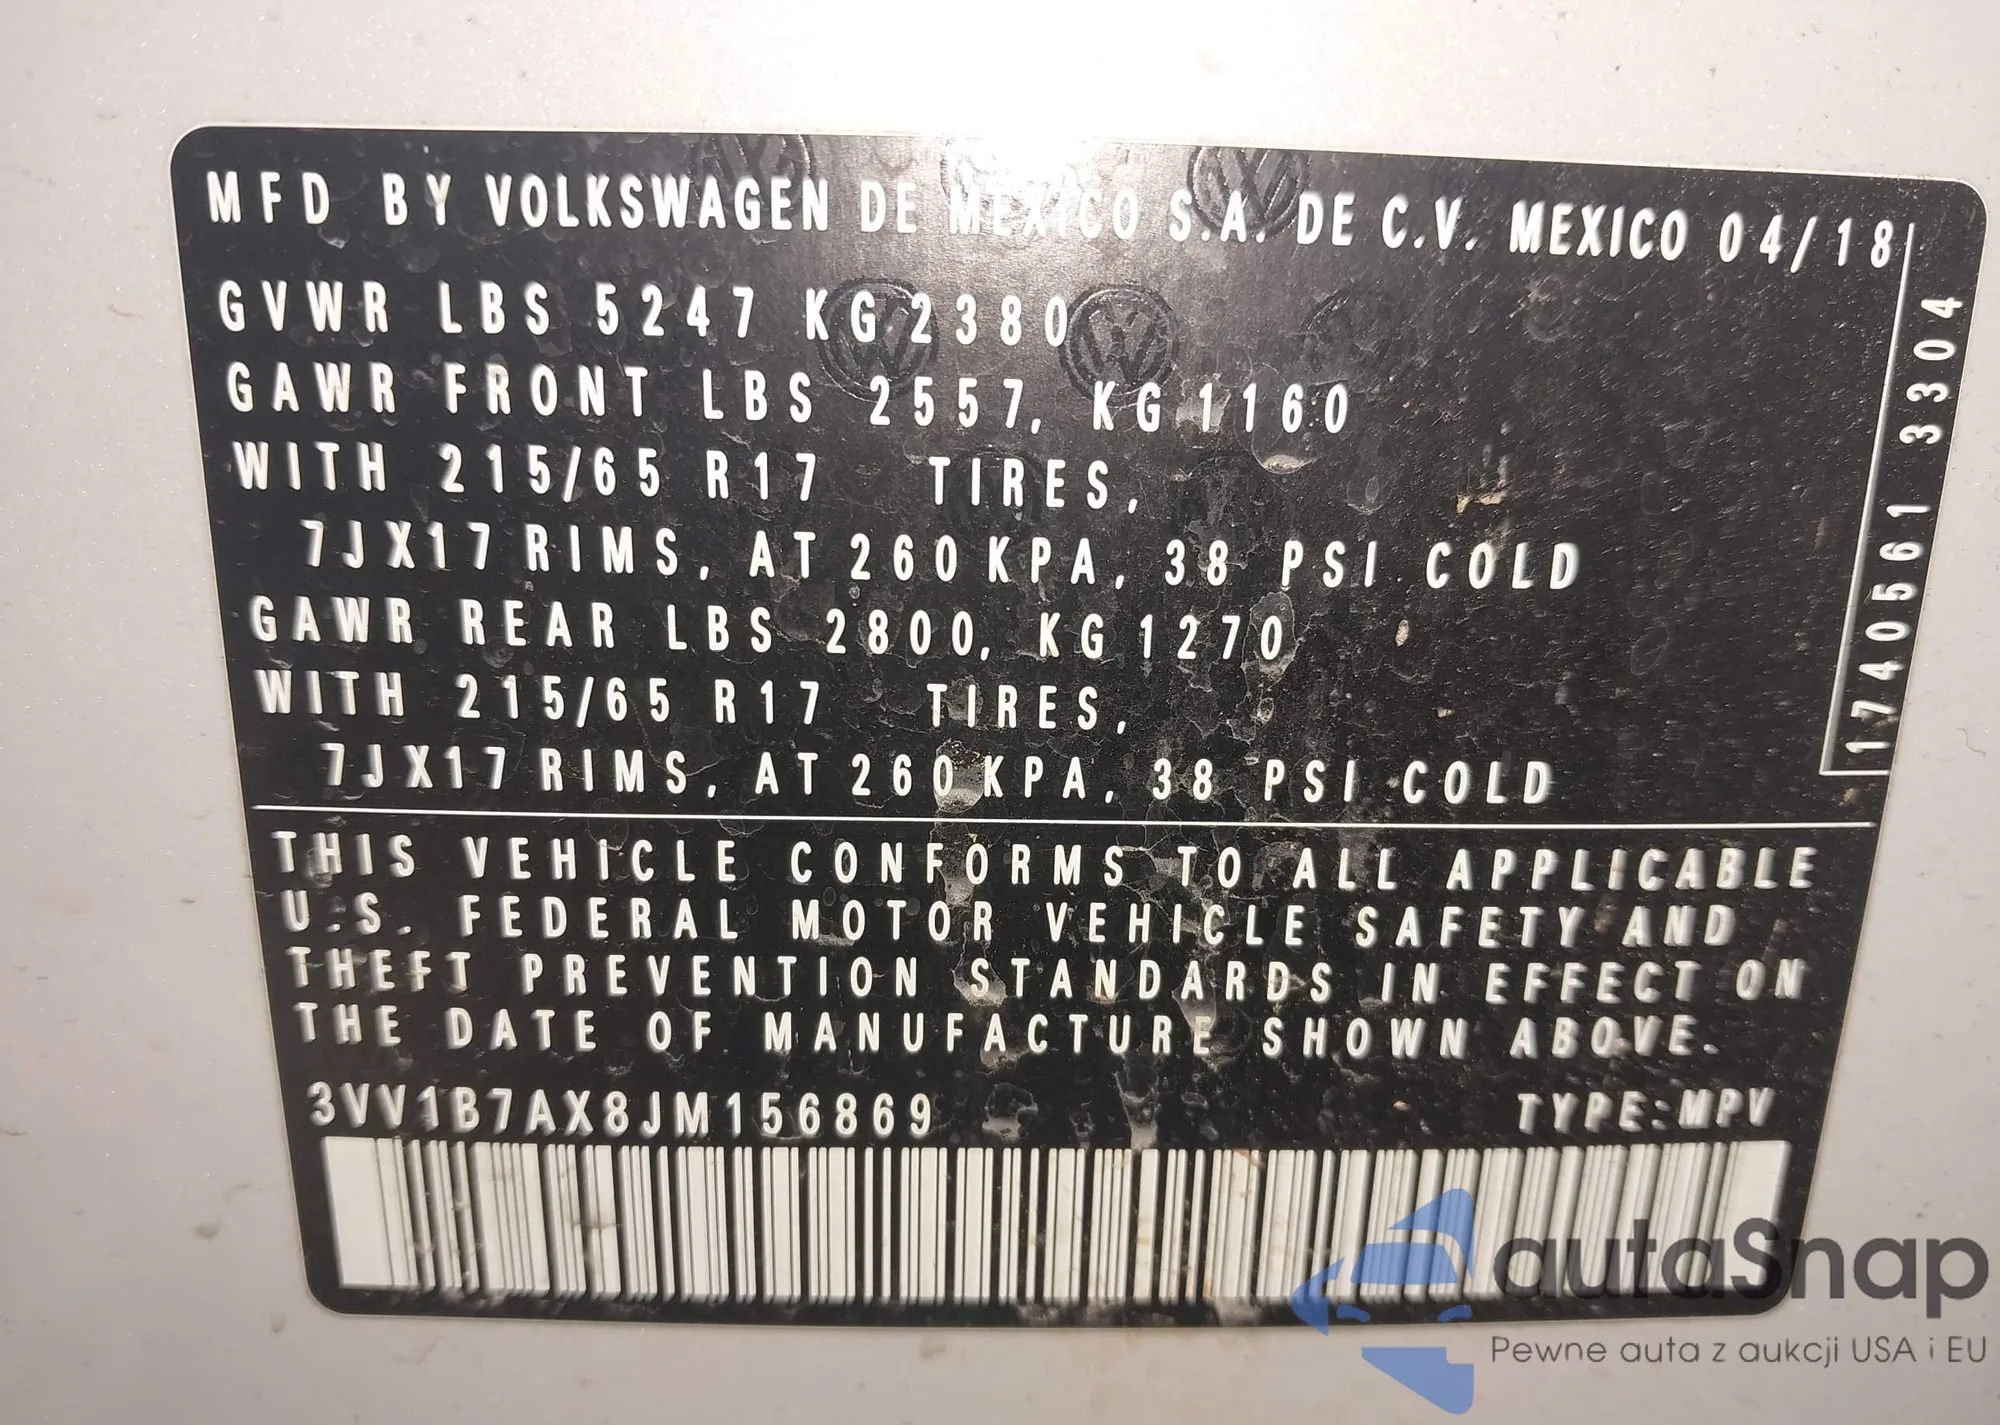 MFD BY VOLKSWAGEN DE MEXICO S.A. DE C.V. MEXICO 04/18
GVWR LBS 5247 KG 2380
GAWR FRONT LBS 2557, KG 1160
WITH 215/65 R17 TIRES,
7JX17 RIMS, AT 260 KPA, 38 PSI COLD
GAWR REAR LBS 2800, KG 1270
WITH 215/65 R17 TIRES,
7JX17 RIMS, AT 260 KPA, 38 PSI COLD
1740561 3304
THIS VEHICLE CONFORMS TO ALL APPLICABLE
U.S. FEDERAL MOTOR VEHICLE SAFETY AND
THEFT PREVENTION STANDARDS IN EFFECT ON
THE DATE OF MANUFACTURE SHOWN ABOVE.
3VV1B7AX8JM156869 TYPE:MPV
autaSnap
Pewne auta z aukcji USA i EU